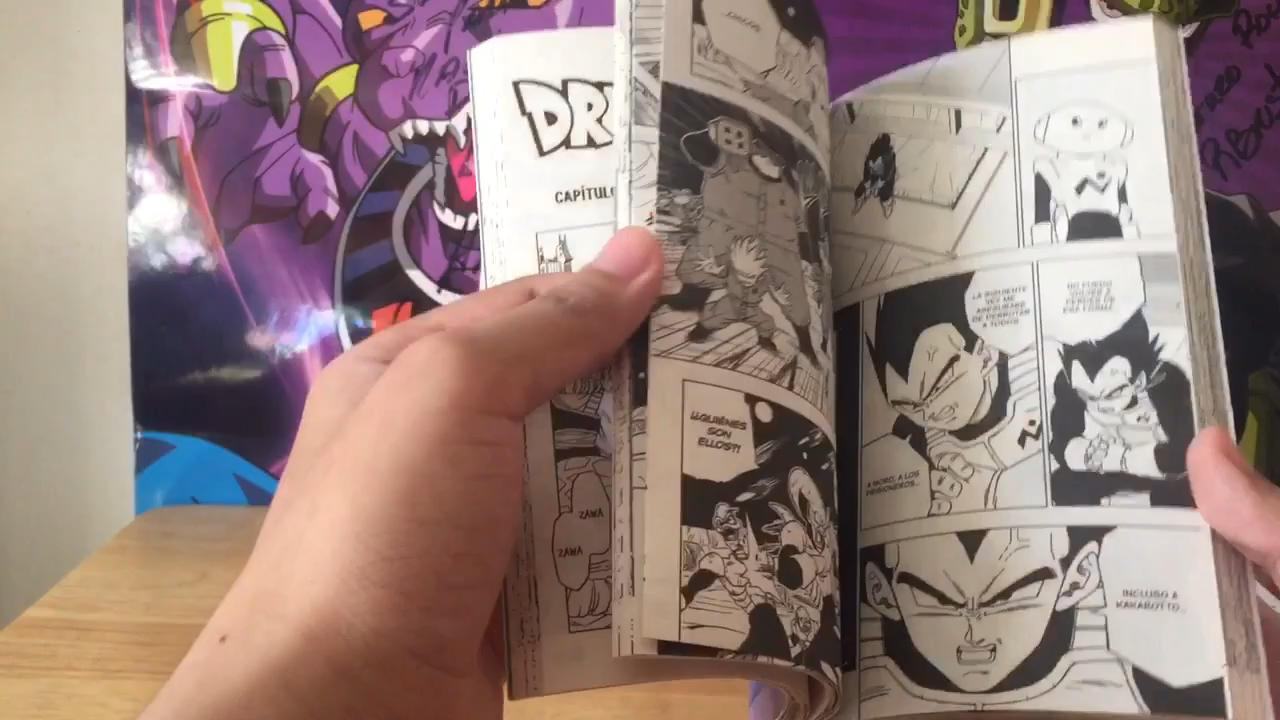 DR
CAPÍTULO
ZAWA
ZAWA
¡¿QUIÉNES
SON
ELLOS?!
LA SIGUIENTE
VEZ ME
ASEGURARÉ
DE DERROTAR
A TODOS
NO PUEDO
VOLVER A
PERDER DE
ESA FORMA
A MORO, A LOS
PRISIONEROS...
INCLUSO A
KAKAROTTO...